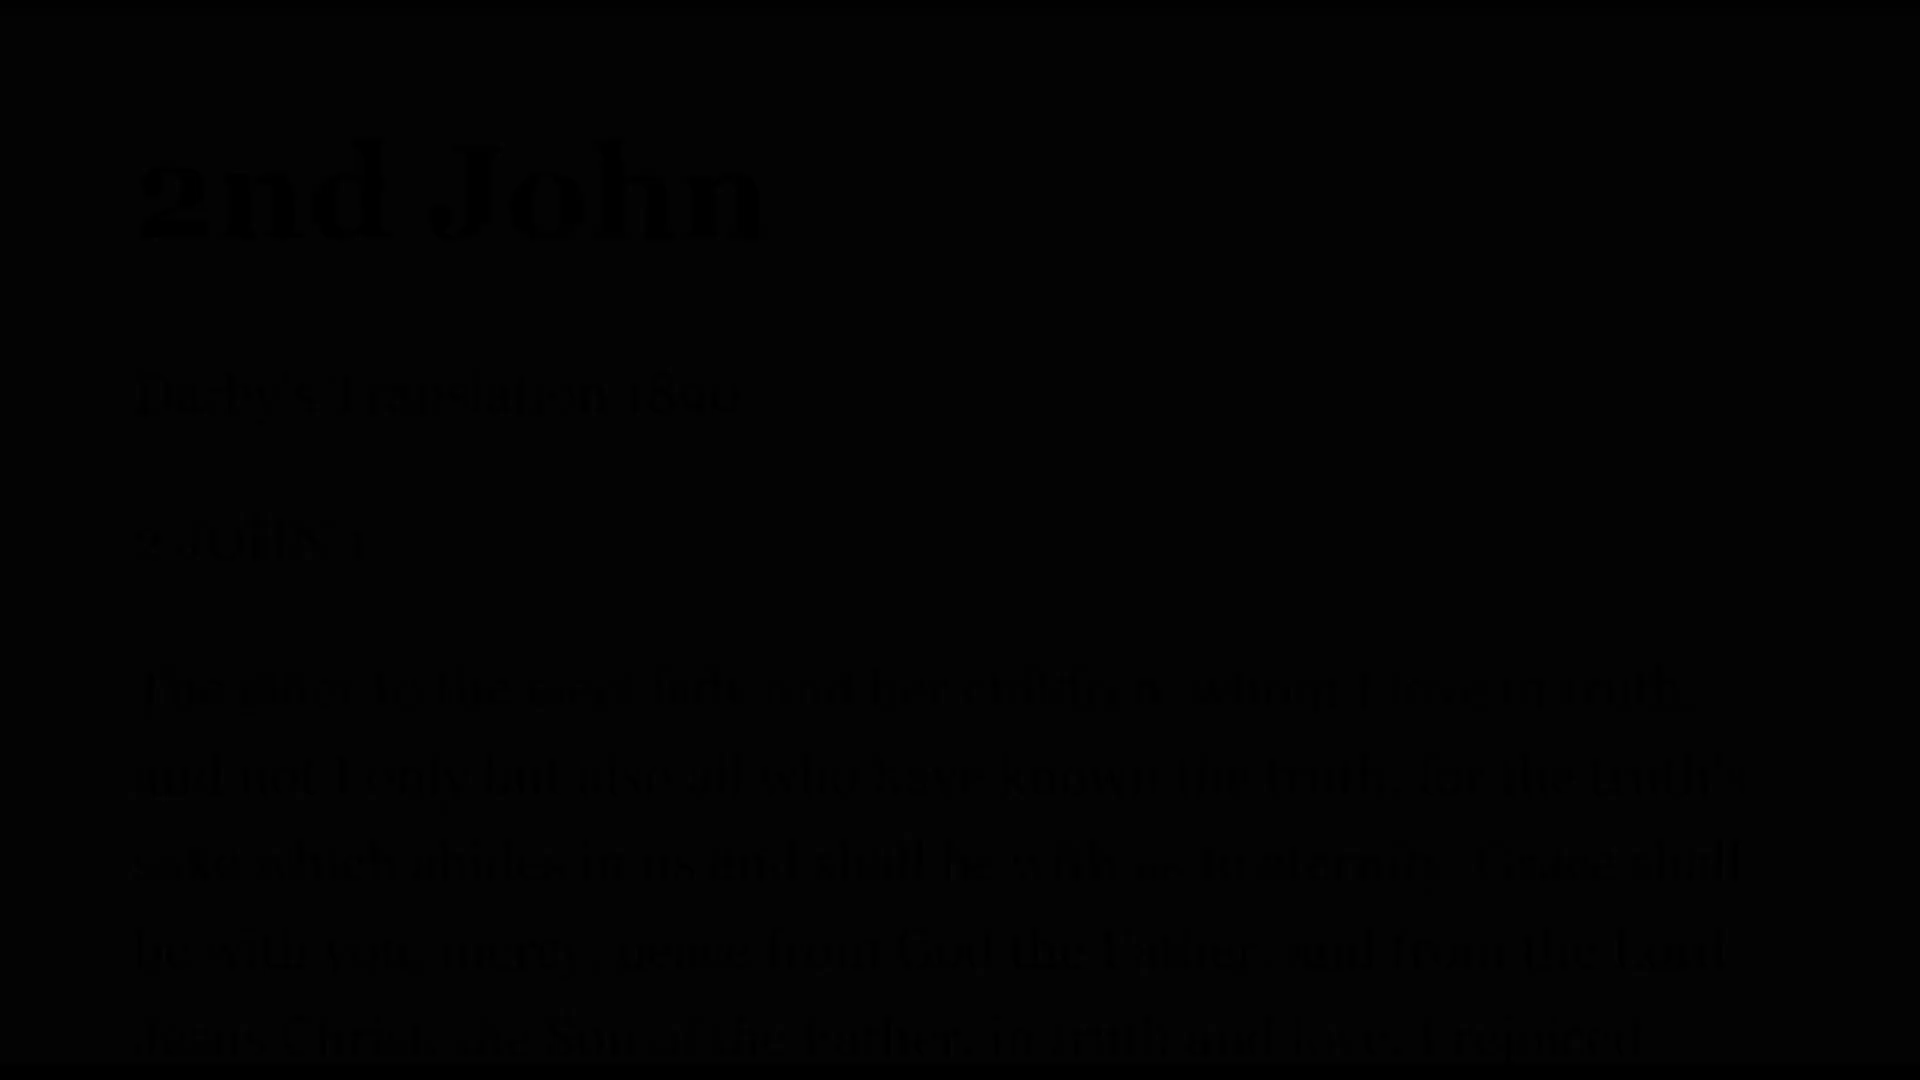 2nd John
Darby's Translation 1890
2 JOHN 1
The elder to the elect lady and her children, whom I love in truth,
and not I only but also all who have known the truth, for the truth's
sake which abides in us and shall be with us to eternity. Grace shall
be with you, mercy, peace from God the Father, and from the Lord
Jesus Christ, the Son of the Father, in truth and love. I rejoiced